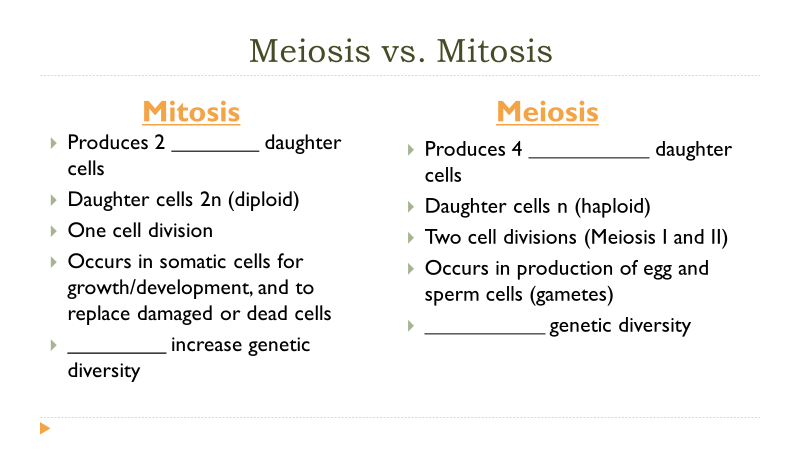 Meiosis vs. Mitosis
Mitosis
Produces 2 ________ daughter
cells
Daughter cells 2n (diploid)
One cell division
Occurs in somatic cells for
growth/development, and to
replace damaged or dead cells
_________ increase genetic
diversity
Meiosis
Produces 4 ___________ daughter
cells
Daughter cells n (haploid)
Two cell divisions (Meiosis I and II)
Occurs in production of egg and
sperm cells (gametes)
___________ genetic diversity